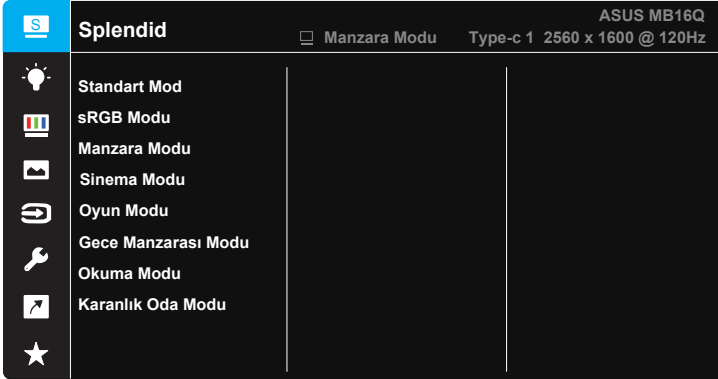 S
Splendid
ASUS MB16Q
Manzara Modu Type-c 1 2560 x 1600 @ 120Hz
Standart Mod
sRGB Modu
Manzara Modu
Sinema Modu
Oyun Modu
Gece Manzarası Modu
Okuma Modu
Karanlık Oda Modu